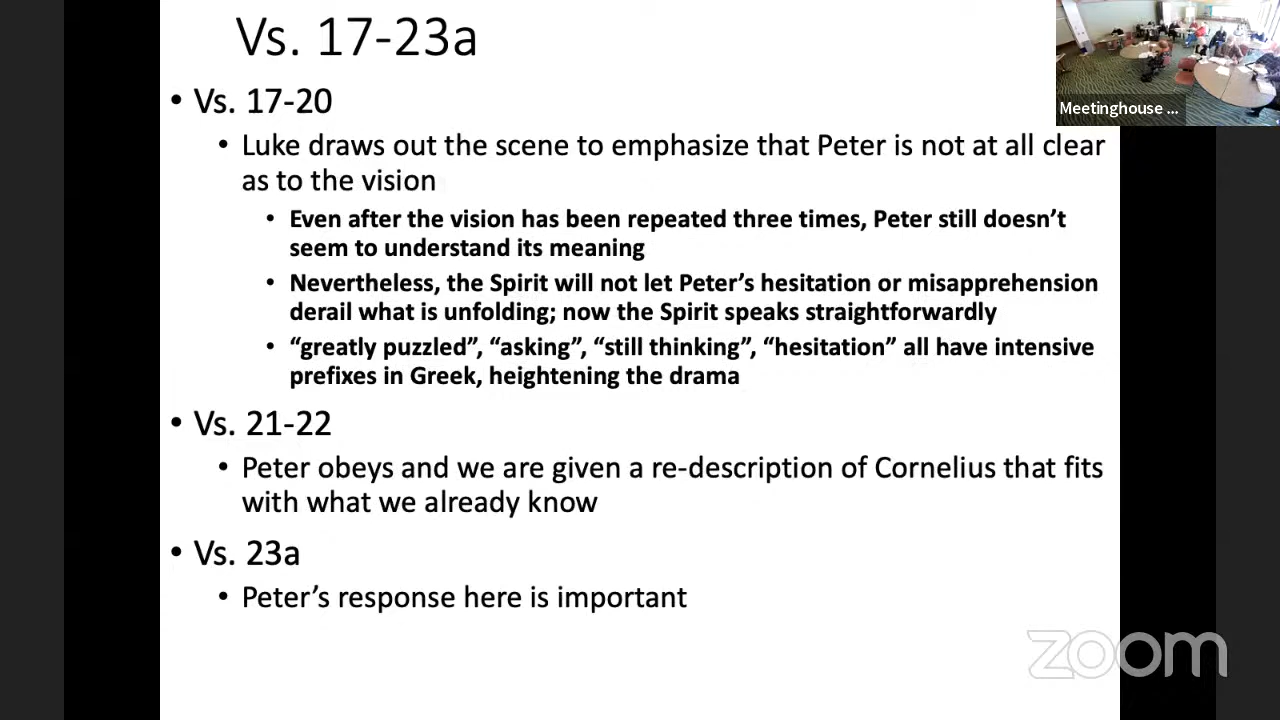 Vs. 17-23a
• Vs. 17-20
• Luke draws out the scene to emphasize that Peter is not at all clear
as to the vision
• Even after the vision has been repeated three times, Peter still doesn’t
seem to understand its meaning
• Nevertheless, the Spirit will not let Peter’s hesitation or misapprehension
derail what is unfolding; now the Spirit speaks straightforwardly
• “greatly puzzled”, “asking”, “still thinking”, “hesitation” all have intensive
prefixes in Greek, heightening the drama
• Vs. 21-22
• Peter obeys and we are given a re-description of Cornelius that fits
with what we already know
• Vs. 23a
• Peter’s response here is important
Meetinghouse ...
zoom